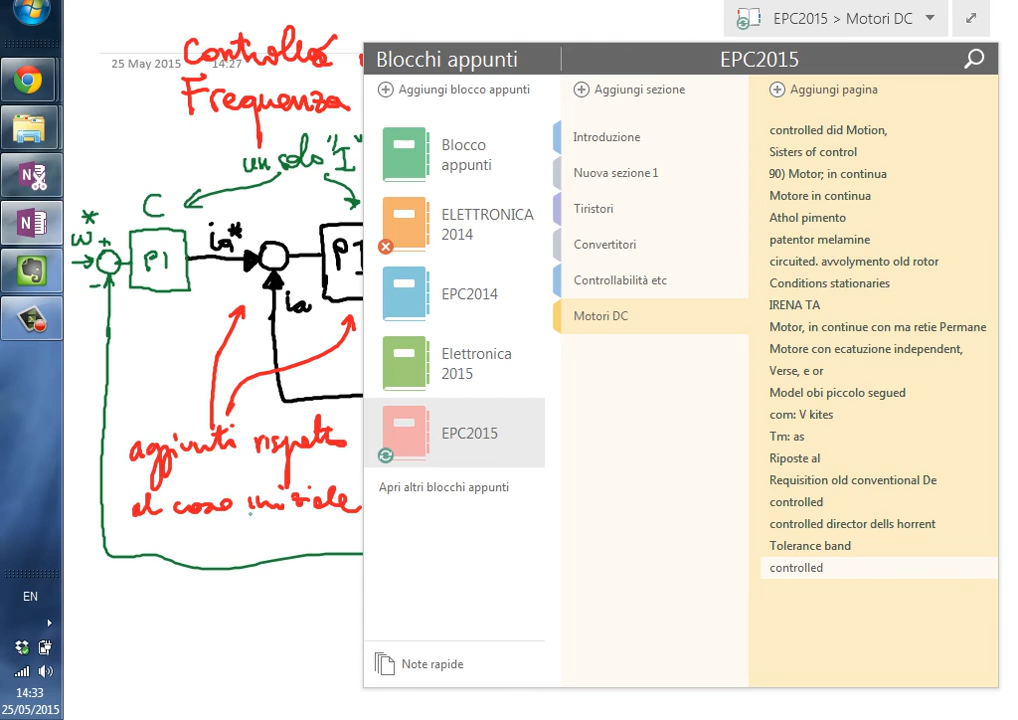 EPC2015 > Motori DC
25 May 2015 14:27
Controllo
Frequenza
un solo "I"
C
ω*
+
-
PI
ia*
PI
ia
aggiunti rispetto
al caso iniziale
Blocchi appunti
EPC2015
Aggiungi blocco appunti
Aggiungi sezione
Aggiungi pagina
Blocco
appunti
ELETTRONICA
2014
EPC2014
Elettronica
2015
EPC2015
Apri altri blocchi appunti
Note rapide
Introduzione
Nuova sezione 1
Tiristori
Convertitori
Controllabilità etc
Motori DC
controlled did Motion,
Sisters of control
90) Motor; in continua
Motore in continua
Athol pimento
patentor melamine
circuited. avvolymento old rotor
Conditions stationaries
IRENA TA
Motor, in continue con ma retie Permane
Motore con ecatuzione independent,
Verse, e or
Model obi piccolo segued
com: V kites
Tm: as
Riposte al
Requisition old conventional De
controlled
controlled director dells horrent
Tolerance band
controlled
EN
14:33
25/05/2015